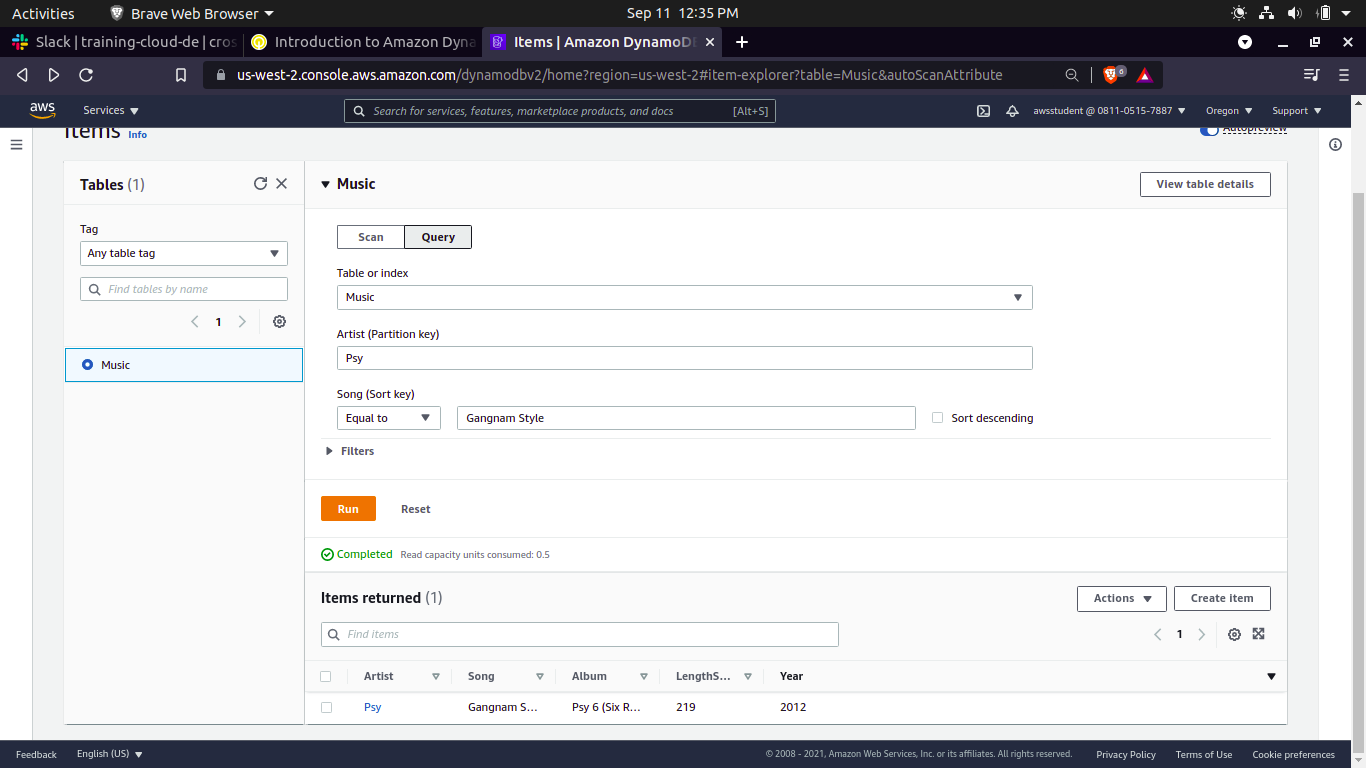 Activities Brave Web Browser Sep 11 12:35 PM
Slack | training-cloud-de | cros Introduction to Amazon Dyna Items | Amazon DynamoDB
us-west-2.console.aws.amazon.com/dynamodbv2/home?region=us-west-2#item-explorer?table=Music&autoScanAttribute 6
aws Services Search for services, features, marketplace products, and docs [Alt+S] awsstudent @ 0811-0515-7887 Oregon Support
Items Info Autopreview
Tables (1)
Tag
Any table tag
Find tables by name
1
Music
Music View table details
Scan Query
Table or index
Music
Artist (Partition key)
Psy
Song (Sort key)
Equal to Gangnam Style Sort descending
Filters
Run Reset
Completed Read capacity units consumed: 0.5
Items returned (1) Actions Create item
Find items 1
Artist Song Album LengthS... Year
Psy Gangnam S... Psy 6 (Six R... 219 2012
Feedback English (US) © 2008 - 2021, Amazon Web Services, Inc. or its affiliates. All rights reserved. Privacy Policy Terms of Use Cookie preferences